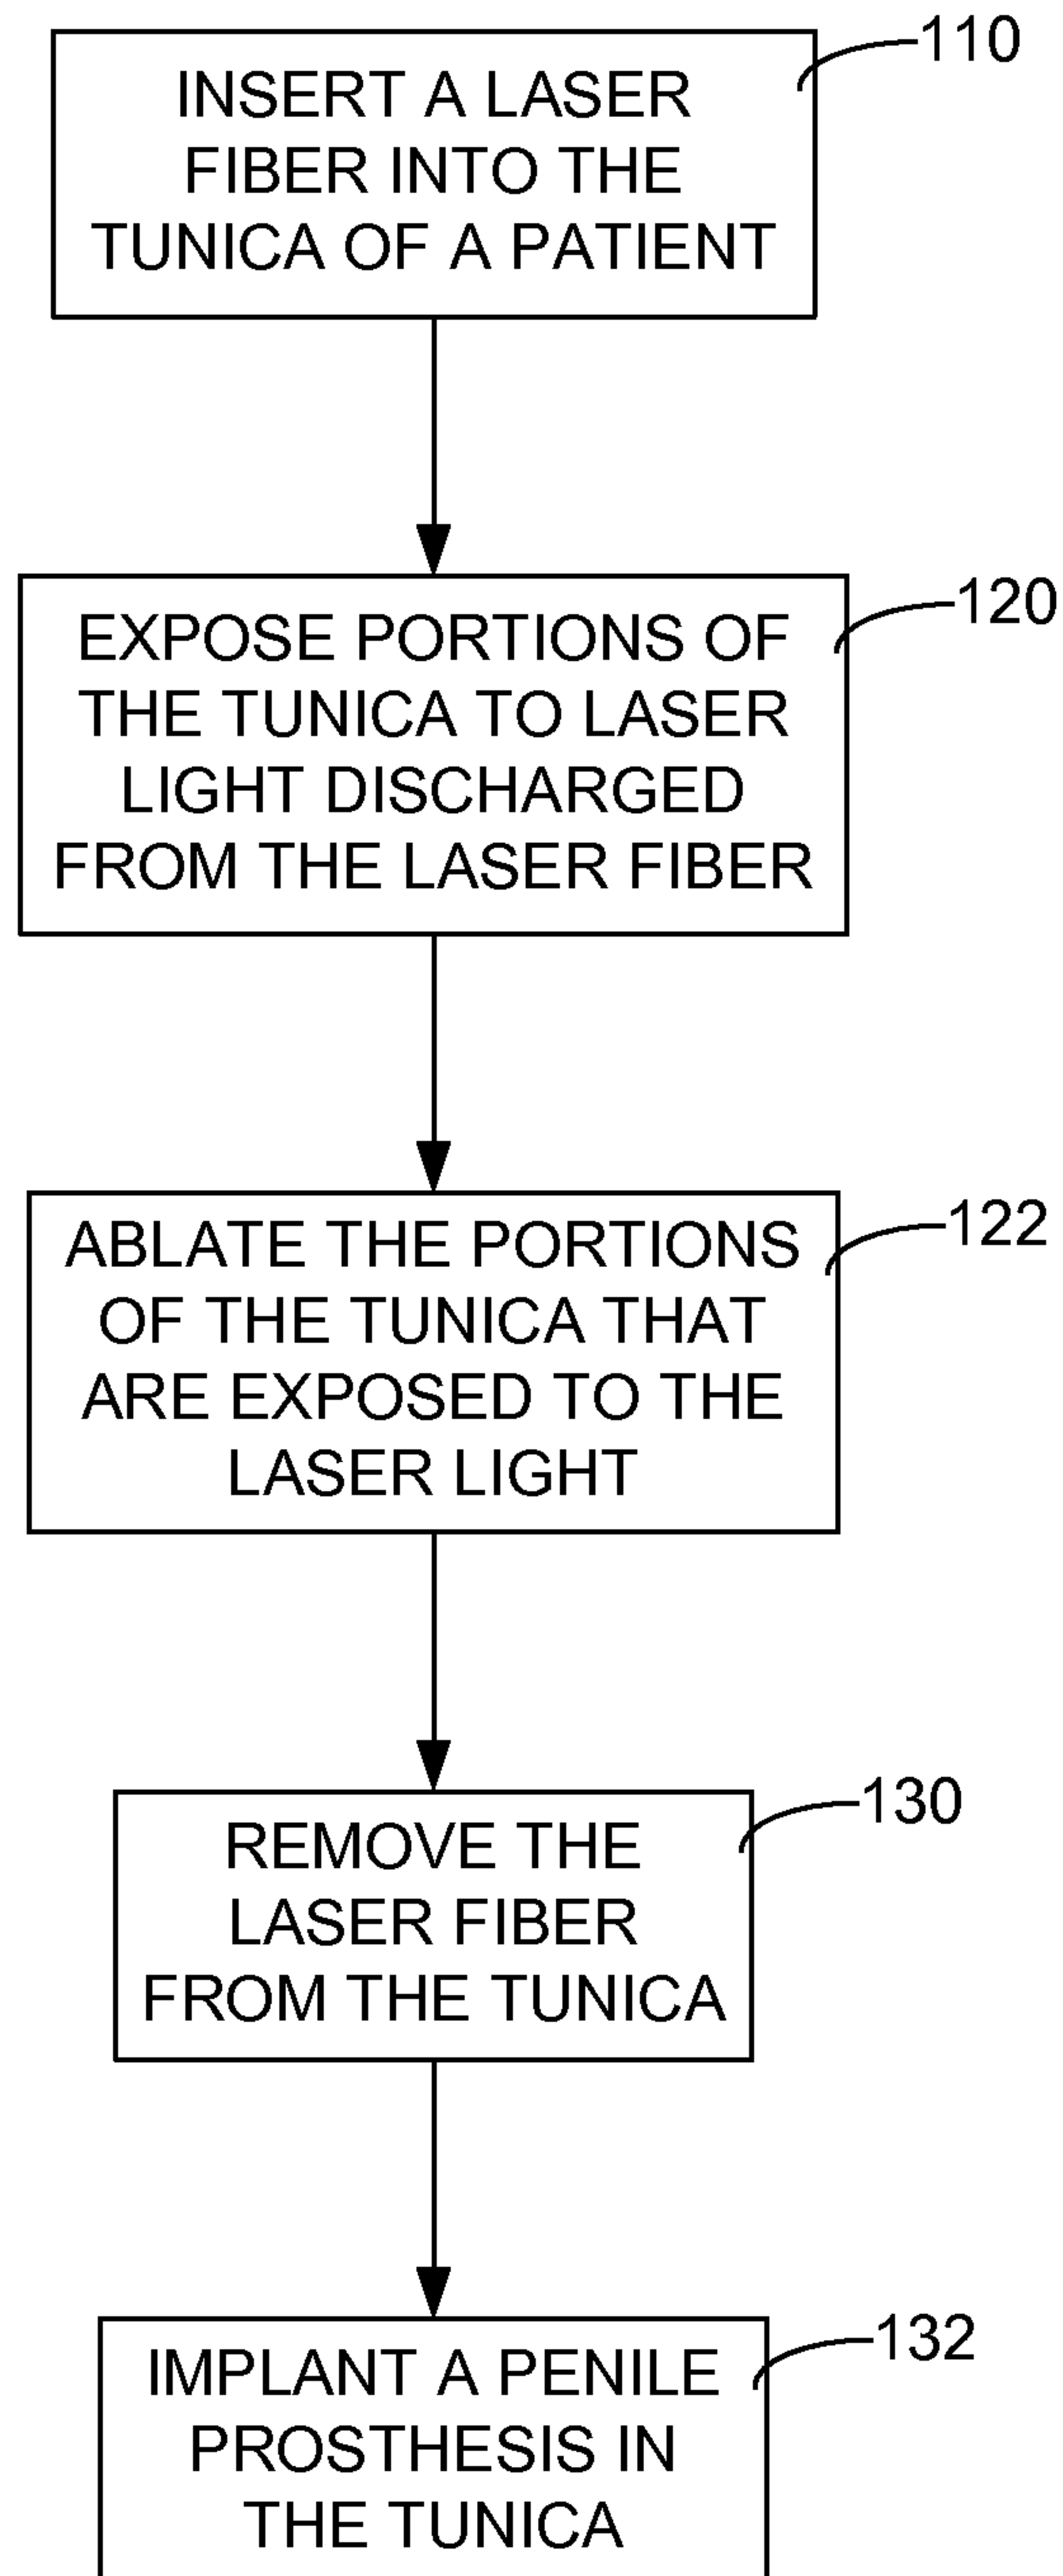 110
INSERT A LASER
FIBER INTO THE
TUNICA OF A PATIENT
120
EXPOSE PORTIONS OF
THE TUNICA TO LASER
LIGHT DISCHARGED
FROM THE LASER FIBER
122
ABLATE THE PORTIONS
OF THE TUNICA THAT
ARE EXPOSED TO THE
LASER LIGHT
130
REMOVE THE
LASER FIBER
FROM THE TUNICA
132
IMPLANT A PENILE
PROSTHESIS IN
THE TUNICA